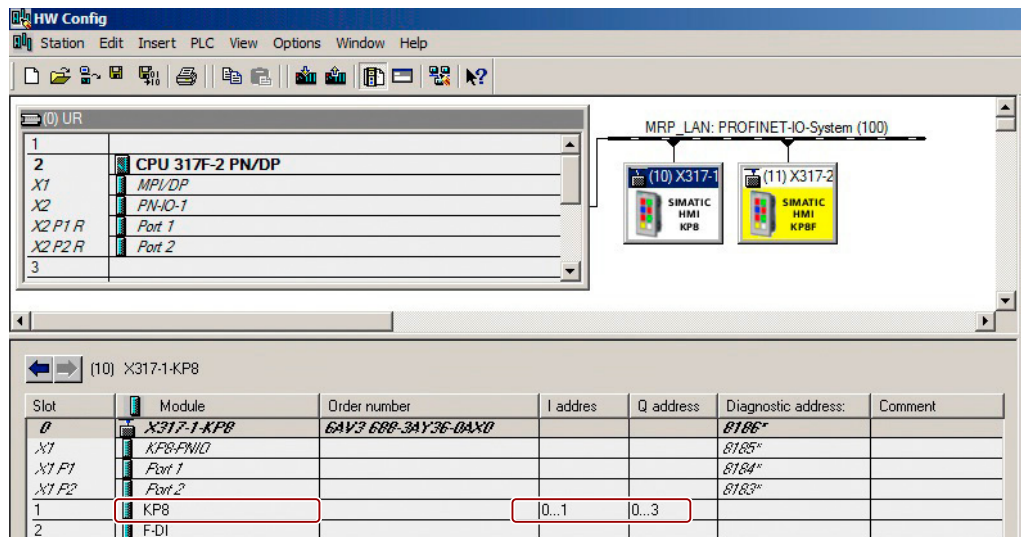 HW Config
Station Edit Insert PLC View Options Window Help
(0) UR
1
2 CPU 317F-2 PN/DP
X1 MPI/DP
X2 PN-IO-1
X2 P1 R Port 1
X2 P2 R Port 2
3
MRP_LAN: PROFINET-IO-System (100)
(10) X317-1
SIMATIC
HMI
KP8
(11) X317-2
SIMATIC
HMI
KP8F
(10) X317-1-KP8
Slot Module Order number I addres Q address Diagnostic address: Comment
0 X317-1-KP8 6AV3 688-3AY36-0AX0 8186*
X1 KP8-PNIO 8185*
X1 P1 Port 1 8184*
X1 P2 Port 2 8183*
1 KP8 0...1 0...3
2 F-DI